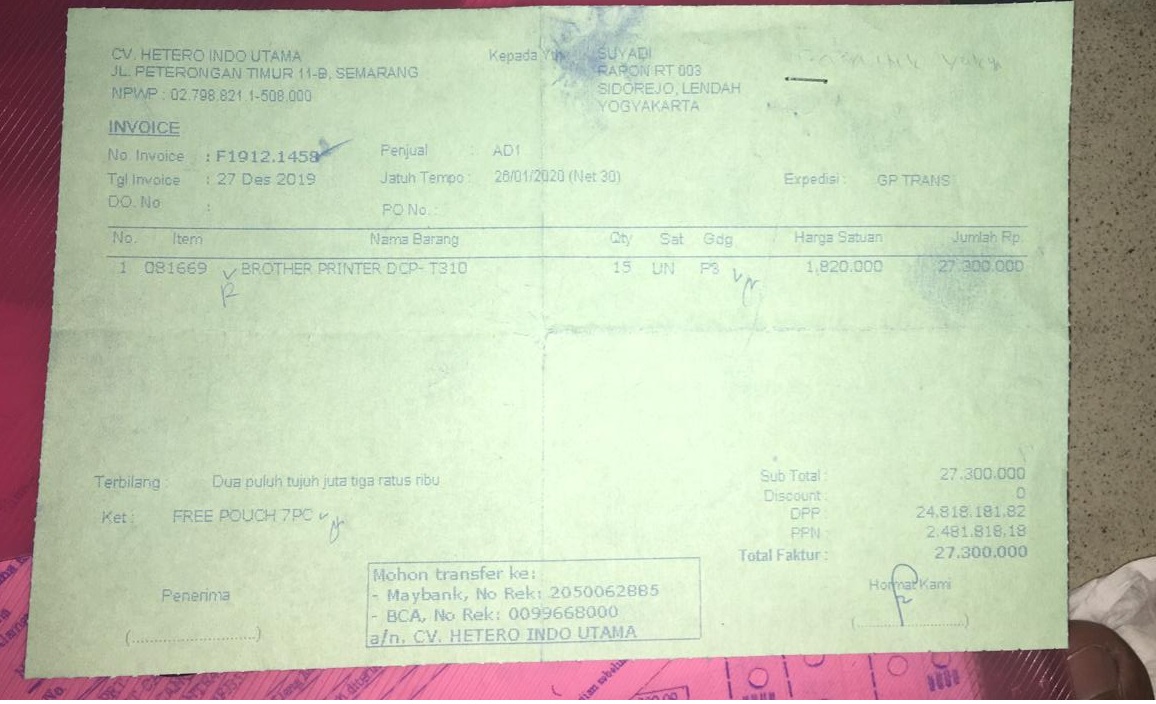 CV. HETERO INDO UTAMA
JL. PETERONGAN TIMUR 11-B, SEMARANG
NPWP : 02.798.821.1-508.000
Kepada Yth
SUYADI
RAPON RT 003
SIDOREJO, LENDAH
YOGYAKARTA
INVOICE
No. Invoice : F1912.1458 Penjual : AD1
Tgl Invoice : 27 Des 2019 Jatuh Tempo : 26/01/2020 (Net 30) Expedisi : GP TRANS
DO. No : PO No. :
No. Item Nama Barang Qty Sat Gdg Harga Satuan Jumlah Rp.
1 081669 BROTHER PRINTER DCP- T310 15 UN P3 1.820.000 27.300.000
Terbilang : Dua puluh tujuh juta tiga ratus ribu
Ket : FREE POUCH 7PC
Sub Total : 27.300.000
Discount : 0
DPP : 24.818.181.82
PPN : 2.481.818.18
Total Faktur : 27.300.000
Penerima
(..............................)
Mohon transfer ke:
- Maybank, No Rek: 2050062885
- BCA, No Rek: 0099668000
a/n. CV. HETERO INDO UTAMA
Hormat Kami
(..............................)